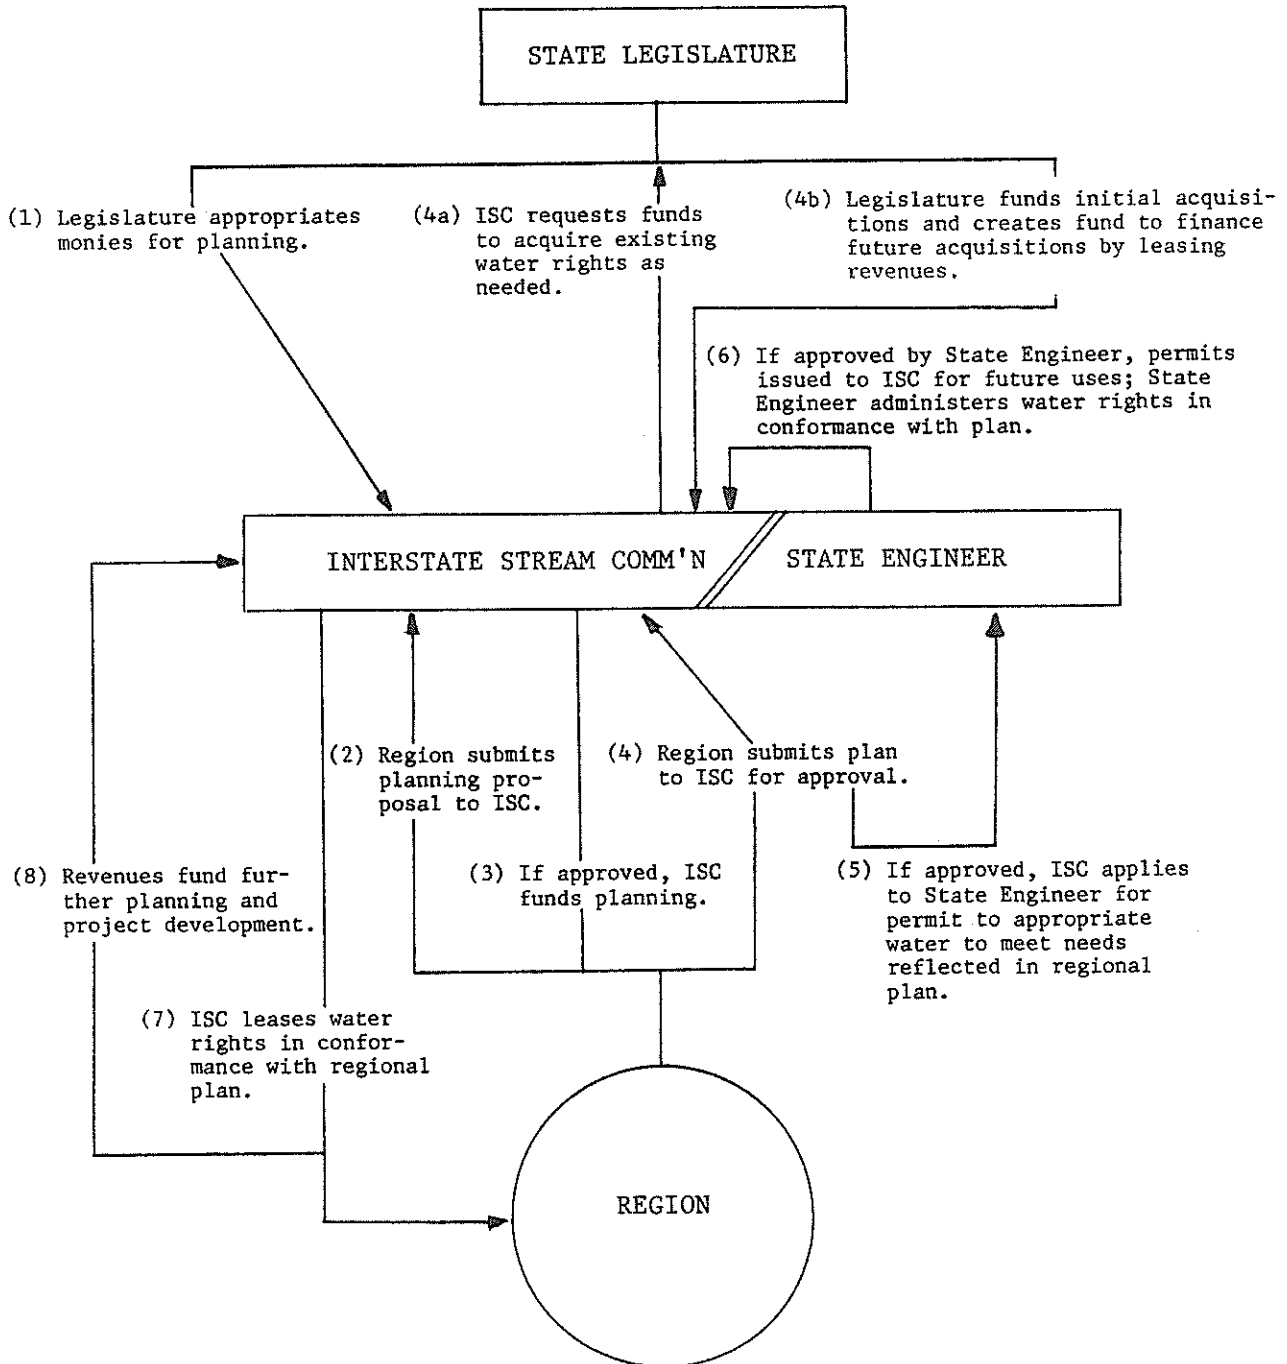 STATE LEGISLATURE
(1) Legislature appropriates
monies for planning.
(4a) ISC requests funds
to acquire existing
water rights as
needed.
(4b) Legislature funds initial acquisi-
tions and creates fund to finance
future acquisitions by leasing
revenues.
(6) If approved by State Engineer, permits
issued to ISC for future uses; State
Engineer administers water rights in
conformance with plan.
INTERSTATE STREAM COMM'N
STATE ENGINEER
(2) Region submits
planning pro-
posal to ISC.
(4) Region submits plan
to ISC for approval.
(8) Revenues fund fur-
ther planning and
project development.
(3) If approved, ISC
funds planning.
(5) If approved, ISC applies
to State Engineer for
permit to appropriate
water to meet needs
reflected in regional
plan.
(7) ISC leases water
rights in confor-
mance with regional
plan.
REGION